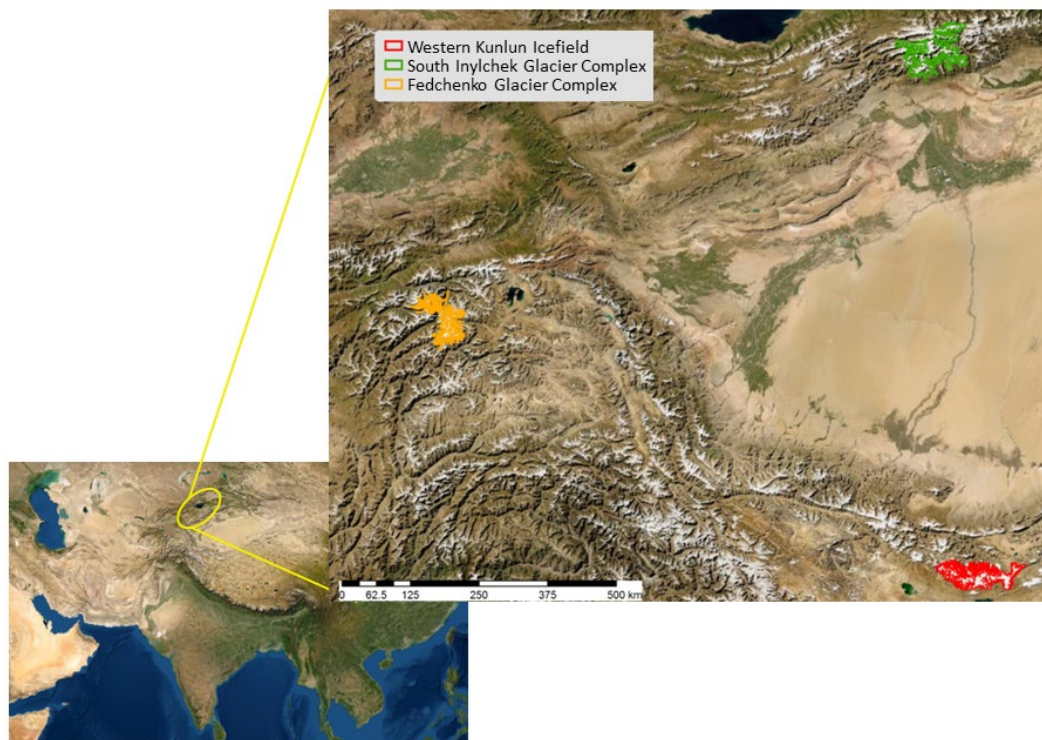 Western Kunlun Icefield
South Inylchek Glacier Complex
Fedchenko Glacier Complex
0 62.5 125 250 375 500 km